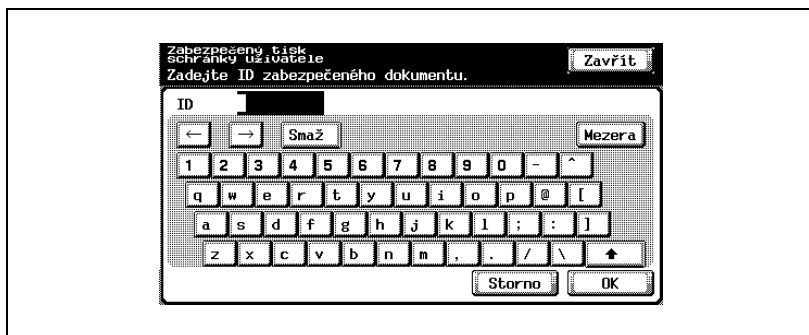 Zabezpečený tisk
schránky uživatele
Zavřít
Zadejte ID zabezpečeného dokumentu.
ID
← → Smaž Mezera
1 2 3 4 5 6 7 8 9 0 - ^
q w e r t y u i o p @ [
a s d f g h j k l ; : ]
z x c v b n m , . / \ ↑
Storno OK